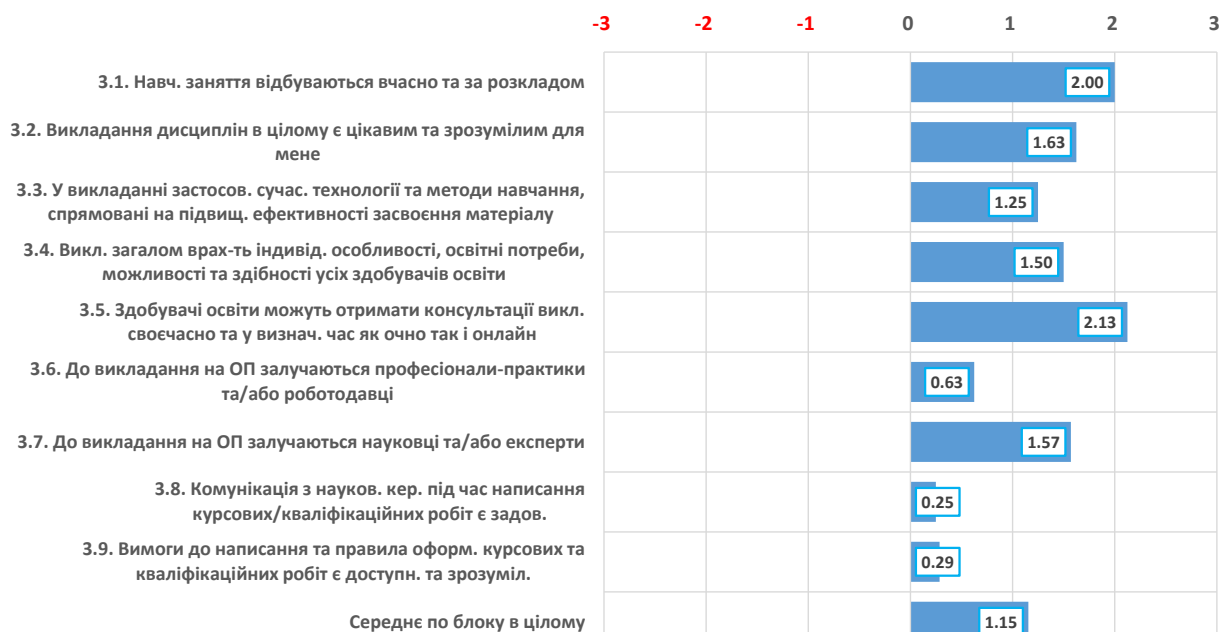 -3 -2 -1 0 1 2 3
3.1. Навч. заняття відбуваються вчасно та за розкладом
2.00
3.2. Викладання дисциплін в цілому є цікавим та зрозумілим для
мене
1.63
3.3. У викладанні застосов. сучас. технології та методи навчання,
спрямовані на підвищ. ефективності засвоєння матеріалу
1.25
3.4. Викл. загалом врах-ть індивід. особливості, освітні потреби,
можливості та здібності усіх здобувачів освіти
1.50
3.5. Здобувачі освіти можуть отримати консультації викл.
своєчасно та у визнач. час як очно так і онлайн
2.13
3.6. До викладання на ОП залучаються професіонали-практики
та/або роботодавці
0.63
3.7. До викладання на ОП залучаються науковці та/або експерти
1.57
3.8. Комунікація з науков. кер. під час написання
курсових/кваліфікаційних робіт є задов.
0.25
3.9. Вимоги до написання та правила оформ. курсових та
кваліфікаційних робіт є доступн. та зрозуміл.
0.29
Середнє по блоку в цілому
1.15